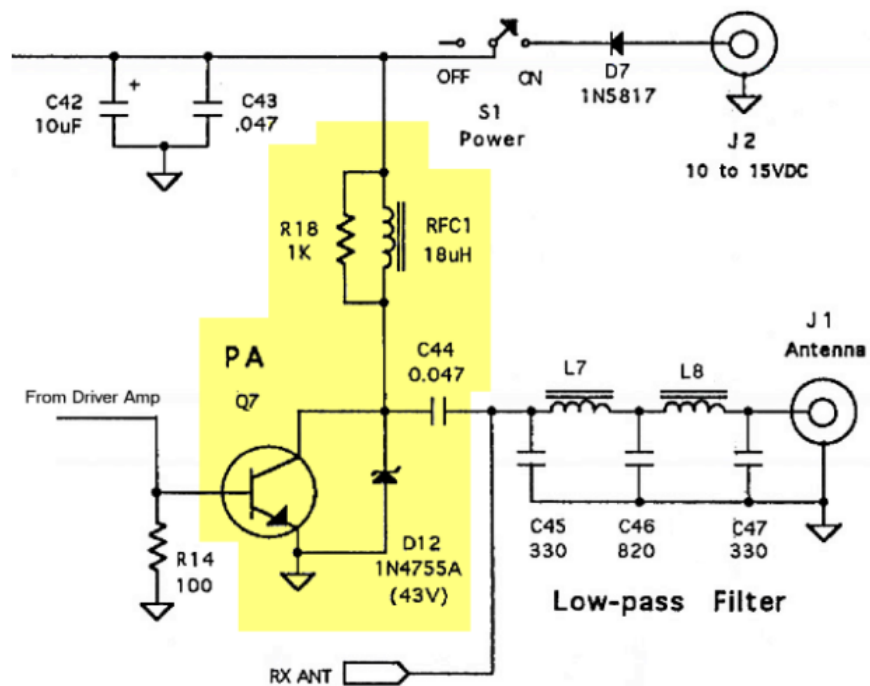 +
C42
10uF
C43
.047
OFF
ON
S1
Power
D7
1N5817
J2
10 to 15VDC
R18
1K
RFC1
18uH
PA
Q7
C44
0.047
L7
L8
J1
Antenna
From Driver Amp
R14
100
D12
1N4755A
(43V)
C45
330
C46
820
C47
330
Low-pass Filter
RX ANT